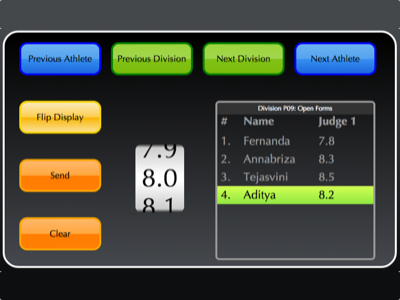 Previous Athlete
Previous Division
Next Division
Next Athlete
Flip Display
Send
Clear
7.9
8.0
8.1
Division P09: Open Forms
# Name Judge 1
1. Fernanda 7.8
2. Annabriza 8.3
3. Tejasvini 8.5
4. Aditya 8.2